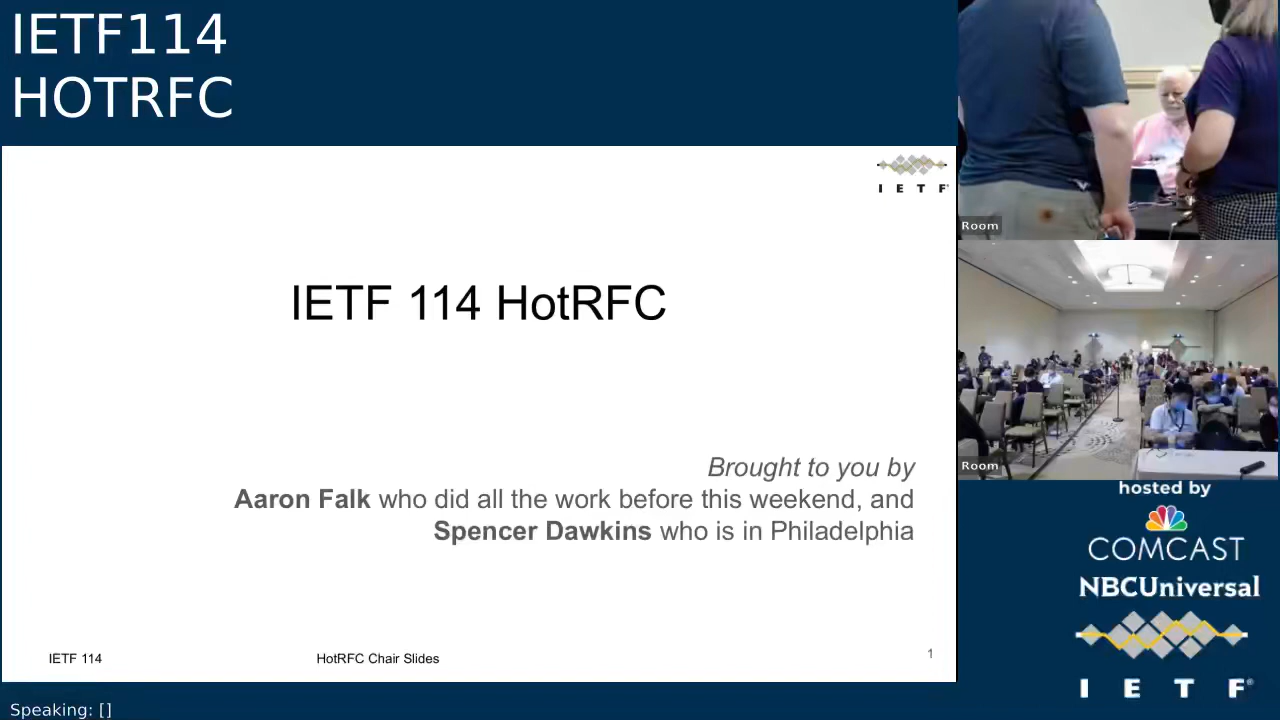 IETF114
HOTRFC
I E T F®
IETF 114 HotRFC
Brought to you by
Aaron Falk who did all the work before this weekend, and
Spencer Dawkins who is in Philadelphia
IETF 114
HotRFC Chair Slides
1
Room
Room
hosted by
COMCAST
NBCUniversal
I E T F®
Speaking: []